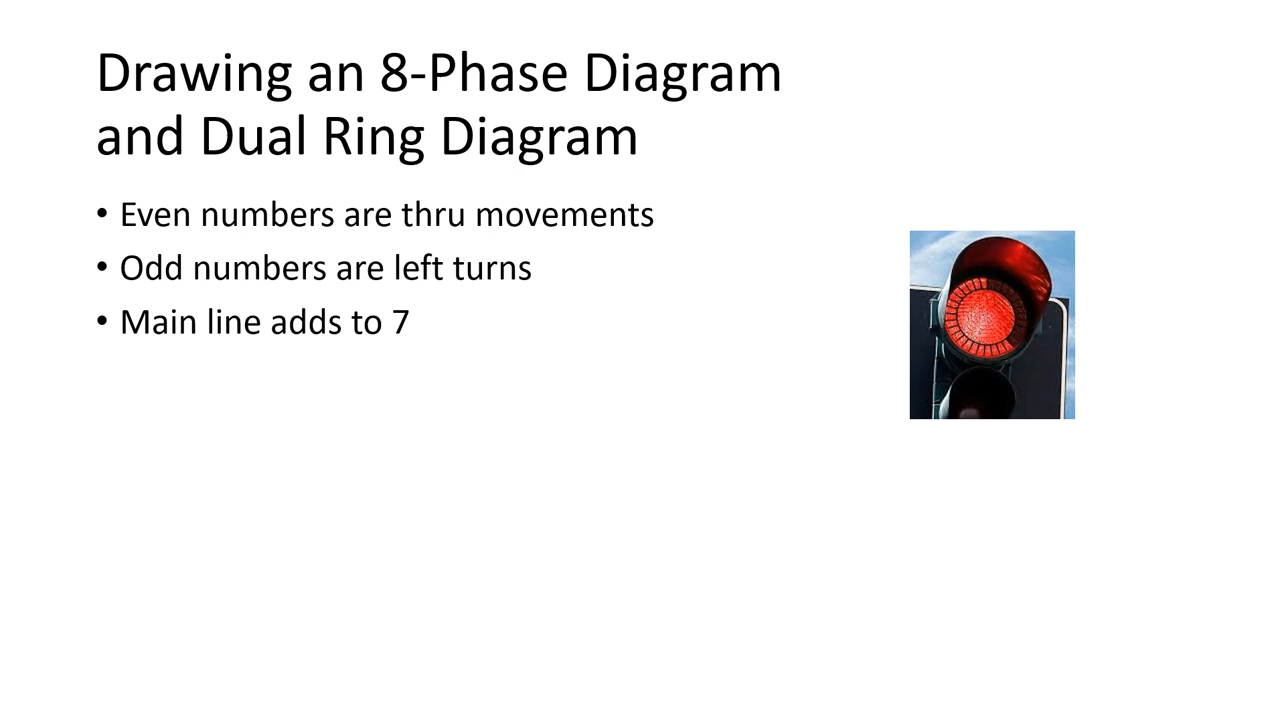 Drawing an 8-Phase Diagram
and Dual Ring Diagram
• Even numbers are thru movements
• Odd numbers are left turns
• Main line adds to 7